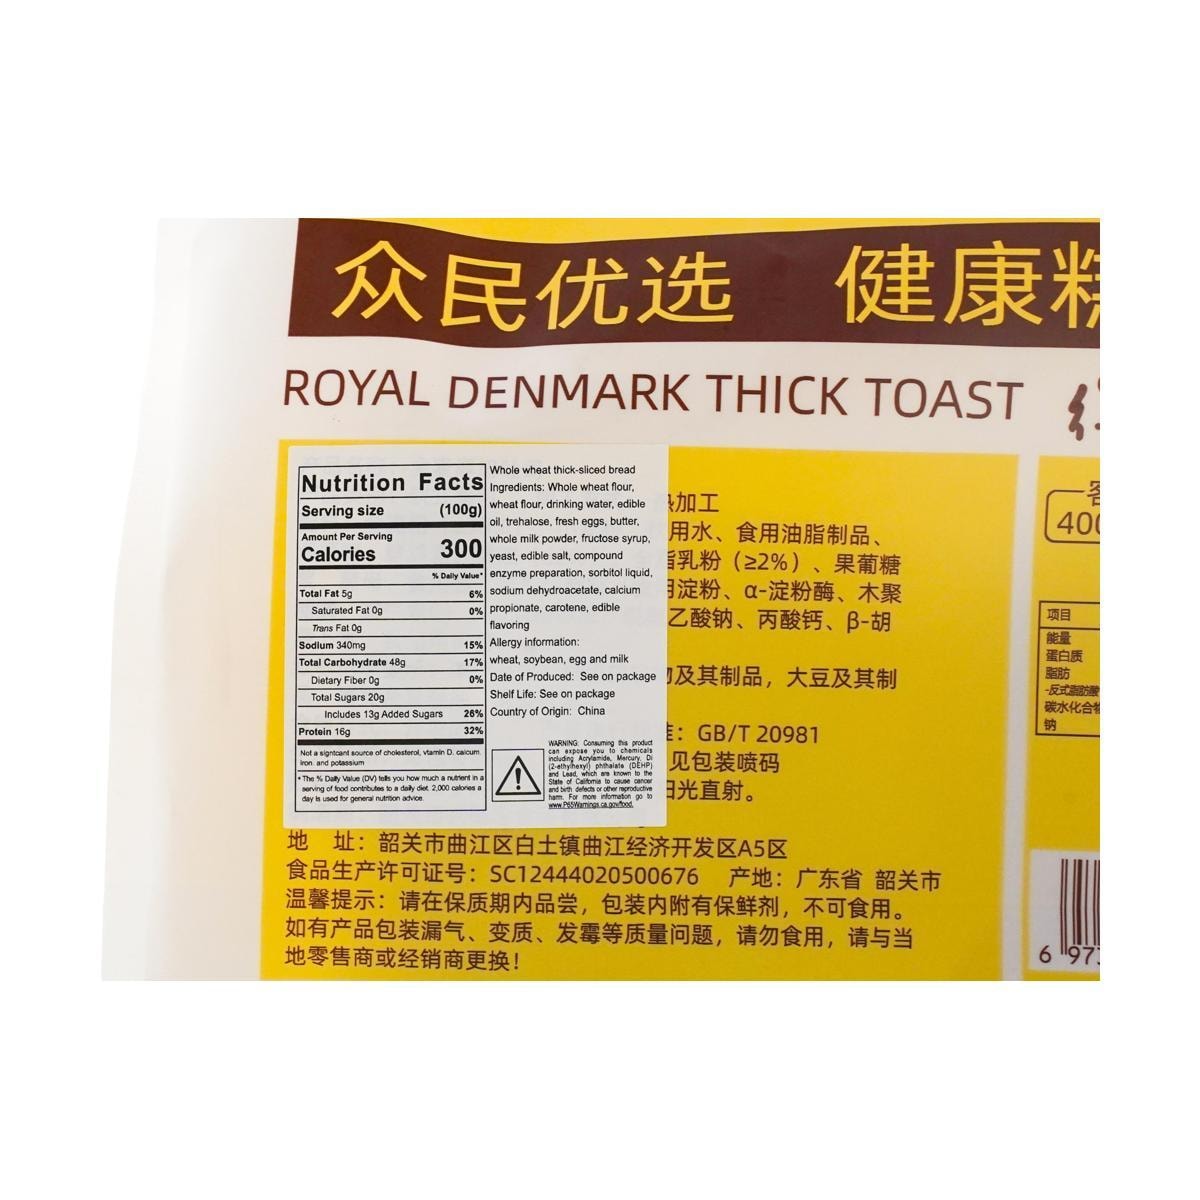 众民优选 健康糕
ROYAL DENMARK THICK TOAST
Nutrition Facts
Serving size (100g)
Amount Per Serving
Calories 300
% Daily Value*
Total Fat 5g 6%
Saturated Fat 0g 0%
Trans Fat 0g
Sodium 340mg 15%
Total Carbohydrate 48g 17%
Dietary Fiber 0g 0%
Total Sugars 20g
Includes 13g Added Sugars 26%
Protein 16g 32%
Not a signtcant source of cholesterol, vtamin D, caicum,
iron, and potassium
* The % Daily Value (DV) tells you how much a nutrient in a
serving of food contributes to a daily diet. 2,000 calories a
day is used for general nutrition advice.
Whole wheat thick-sliced bread
Ingredients: Whole wheat flour,
wheat flour, drinking water, edible
oil, trehalose, fresh eggs, butter,
whole milk powder, fructose syrup,
yeast, edible salt, compound
enzyme preparation, sorbitol liquid,
sodium dehydroacetate, calcium
propionate, carotene, edible
flavoring
Allergy information:
wheat, soybean, egg and milk
Date of Produced: See on package
Shelf Life: See on package
Country of Origin: China
WARNING: Consuming this product
can expose you to chemicals
including Acrylamide, Mercury, Di
(2-ethylhexyl) phthalate (DEHP)
and Lead, which are known to the
State of California to cause cancer
and birth defects or other reproductive
harm. For more information go to
www.P65Warnings.ca.gov/food.
加工
用水、食用油脂制品、
脂乳粉（≥2%）、果葡糖
用淀粉、α-淀粉酶、木聚
乙酸钠、丙酸钙、β-胡
及其制品，大豆及其制
：GB/T 20981
见包装喷码
阳光直射。
地 址：韶关市曲江区白土镇曲江经济开发区A5区
食品生产许可证号：SC12444020500676 产地：广东省 韶关市
温馨提示：请在保质期内品尝，包装内附有保鲜剂，不可食用。
如有产品包装漏气、变质、发霉等质量问题，请勿食用，请与当
地零售商或经销商更换！
400
项目
能量
蛋白质
脂肪
-反式脂肪酸
碳水化合物
钠
6 973